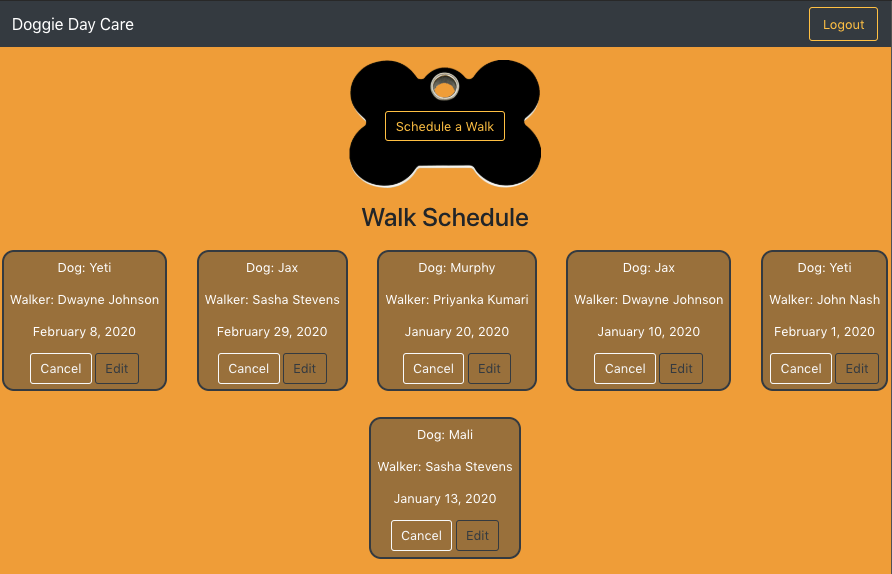 Doggie Day Care
Logout
Schedule a Walk
Walk Schedule
Dog: Yeti
Walker: Dwayne Johnson
February 8, 2020
Cancel Edit
Dog: Jax
Walker: Sasha Stevens
February 29, 2020
Cancel Edit
Dog: Murphy
Walker: Priyanka Kumari
January 20, 2020
Cancel Edit
Dog: Jax
Walker: Dwayne Johnson
January 10, 2020
Cancel Edit
Dog: Yeti
Walker: John Nash
February 1, 2020
Cancel Edit
Dog: Mali
Walker: Sasha Stevens
January 13, 2020
Cancel Edit